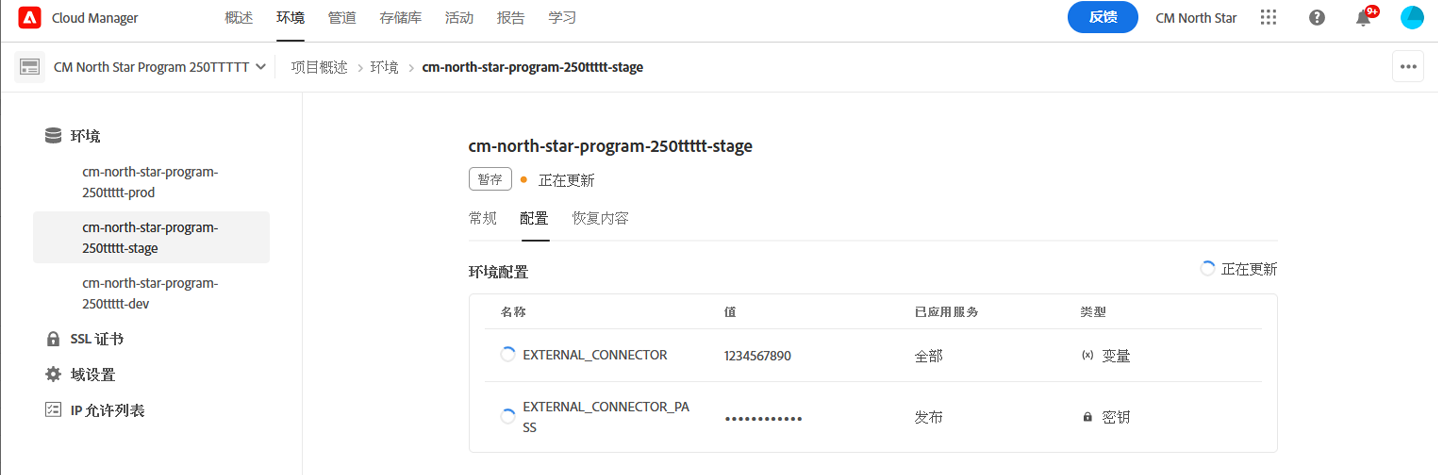 Cloud Manager 概述 环境 管道 存储库 活动 报告 学习 反馈 CM North Star 9+
CM North Star Program 250TTTTT 项目概述 环境 cm-north-star-program-250ttttt-stage
环境
cm-north-star-program-
250ttttt-prod
cm-north-star-program-
250ttttt-stage
cm-north-star-program-
250ttttt-dev
SSL 证书
域设置
IP 允许列表
cm-north-star-program-250ttttt-stage
暂存 正在更新
常规 配置 恢复内容
环境配置 正在更新
名称 值 已应用服务 类型
EXTERNAL_CONNECTOR 1234567890 全部 (x) 变量
EXTERNAL_CONNECTOR_PA
SS •••••••••••• 发布 密钥